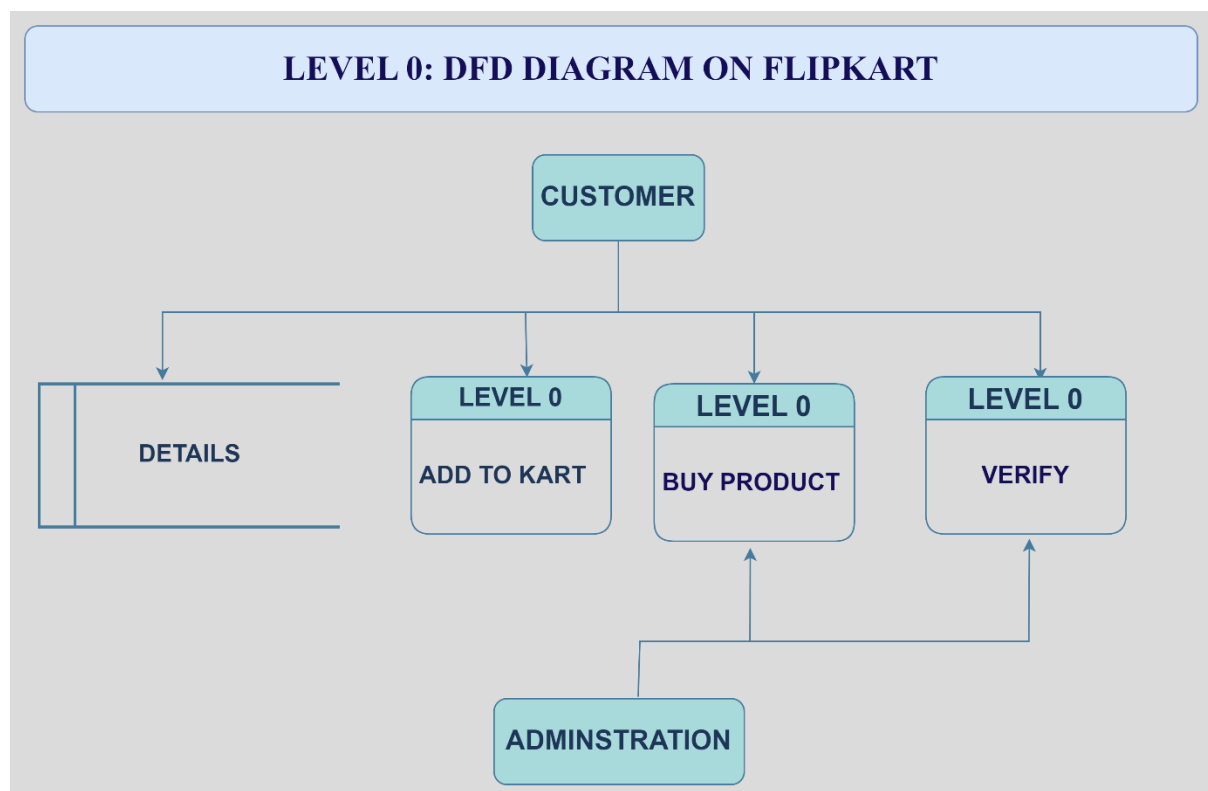 LEVEL 0: DFD DIAGRAM ON FLIPKART
CUSTOMER
DETAILS
LEVEL 0
ADD TO KART
LEVEL 0
BUY PRODUCT
LEVEL 0
VERIFY
ADMINSTRATION